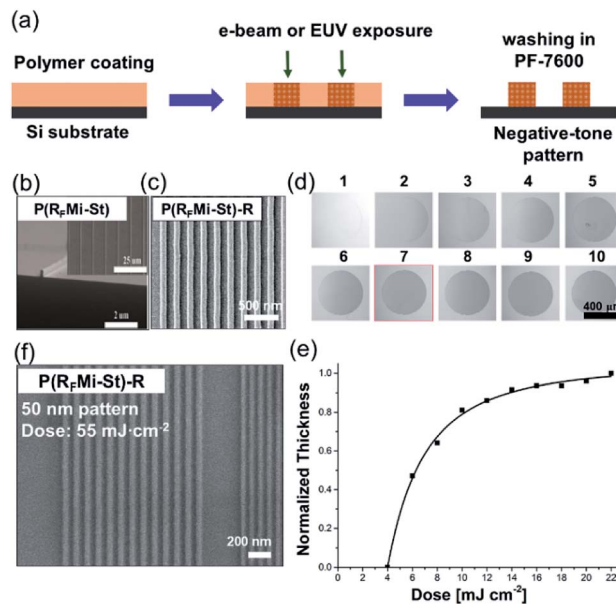 (a)
e-beam or EUV exposure
washing in
PF-7600
Polymer coating
Si substrate
Negative-tone
pattern
(b)
P(RFMi-St)
25 um
2 um
(c)
P(RFMi-St)-R
500 nm
(d)
1 2 3 4 5
6 7 8 9 10
400 μm
(f)
P(RFMi-St)-R
50 nm pattern
Dose: 55 mJ·cm-2
200 nm
(e)
Normalized Thickness
1.0
0.8
0.6
0.4
0.2
0.0
0 2 4 6 8 10 12 14 16 18 20 22
Dose [mJ cm-2]